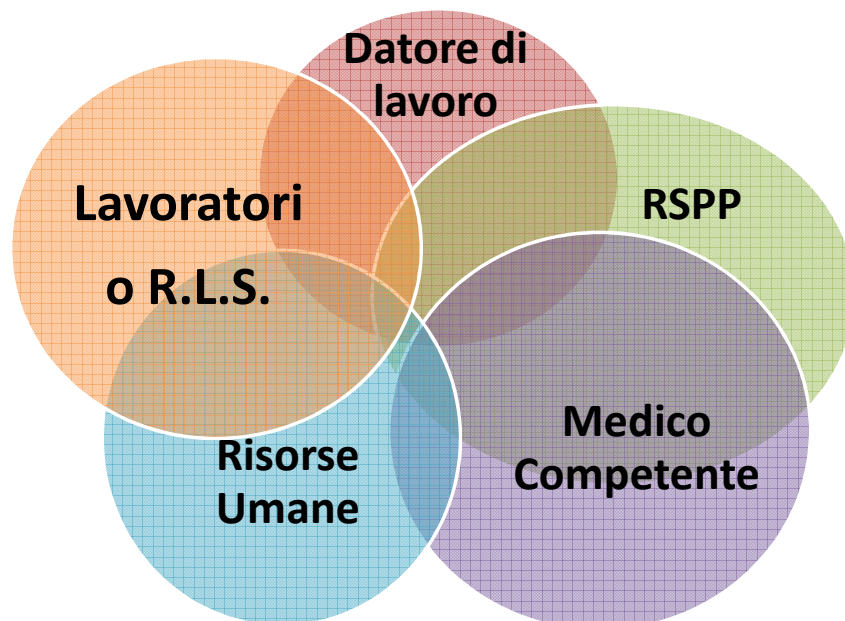 Datore di
lavoro
Lavoratori
o R.L.S.
RSPP
Medico
Competente
Risorse
Umane